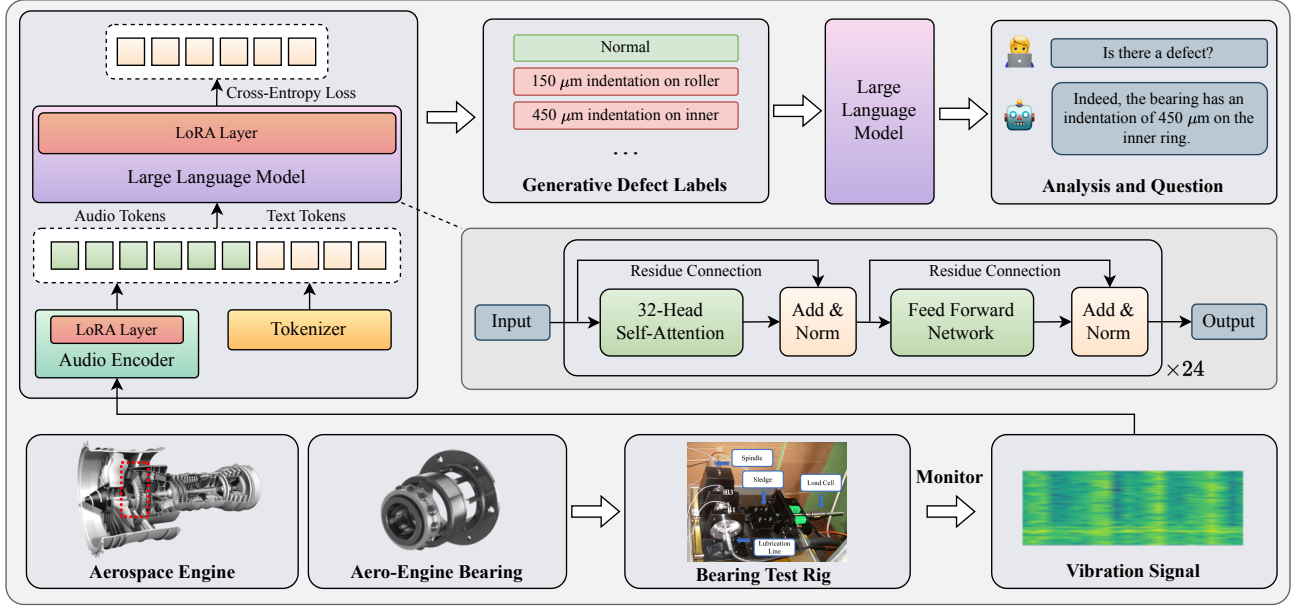 Cross-Entropy Loss
LoRA Layer
Large Language Model
Audio Tokens
Text Tokens
LoRA Layer
Audio Encoder
Tokenizer
Normal
150 μm indentation on roller
450 μm indentation on inner
...
Generative Defect Labels
Large
Language
Model
Is there a defect?
Indeed, the bearing has an
indentation of 450 μm on the
inner ring.
Analysis and Question
Residue Connection
Residue Connection
Input
32-Head
Self-Attention
Add &
Norm
Feed Forward
Network
Add &
Norm
Output
×24
Aerospace Engine
Aero-Engine Bearing
Spindle
Sledge
Load Cell
B3
B1
Lubrication
Line
Bearing Test Rig
Monitor
Vibration Signal